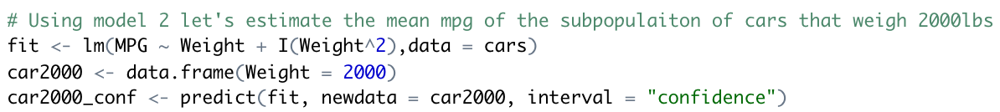 # Using model 2 let's estimate the mean mpg of the subpopulaiton of cars that weigh 2000lbs
fit <- lm(MPG ~ Weight + I(Weight^2),data = cars)
car2000 <- data.frame(Weight = 2000)
car2000_conf <- predict(fit, newdata = car2000, interval = "confidence")